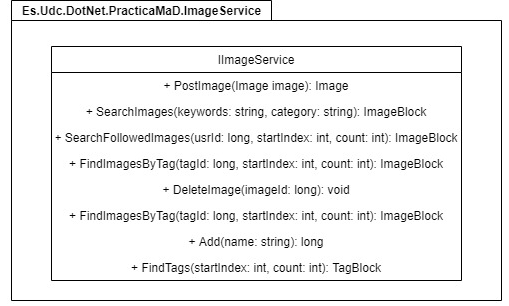 Es.Udc.DotNet.PracticaMaD.ImageService
IImageService
+ PostImage(Image image): Image
+ SearchImages(keywords: string, category: string): ImageBlock
+ SearchFollowedImages(usrId: long, startIndex: int, count: int): ImageBlock
+ FindImagesByTag(tagId: long, startIndex: int, count: int): ImageBlock
+ DeleteImage(imageId: long): void
+ FindImagesByTag(tagId: long, startIndex: int, count: int): ImageBlock
+ Add(name: string): long
+ FindTags(startIndex: int, count: int): TagBlock